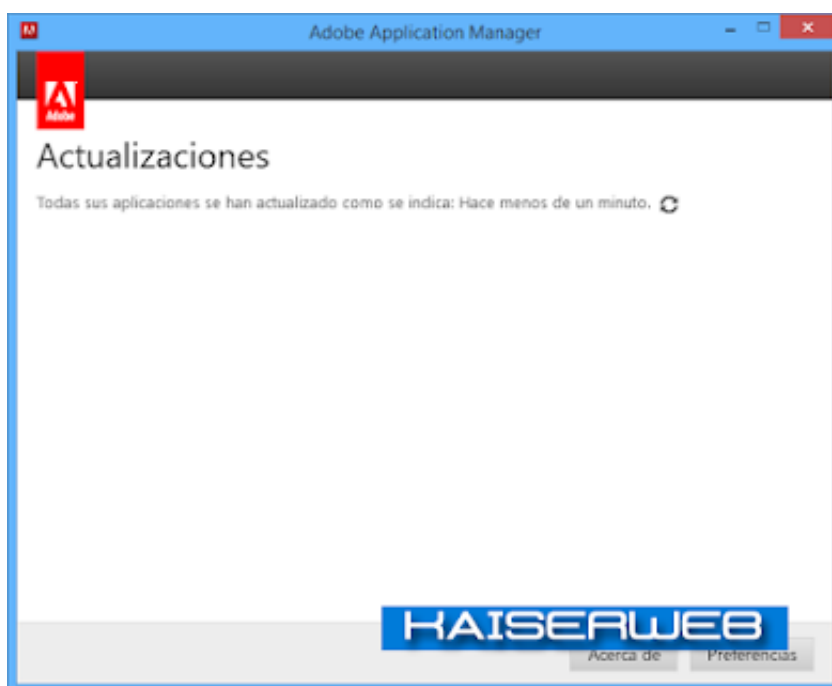 Adobe Application Manager
Adobe
Actualizaciones
Todas sus aplicaciones se han actualizado como se indica: Hace menos de un minuto.
KAISERWEB
Acerca de Preferencias